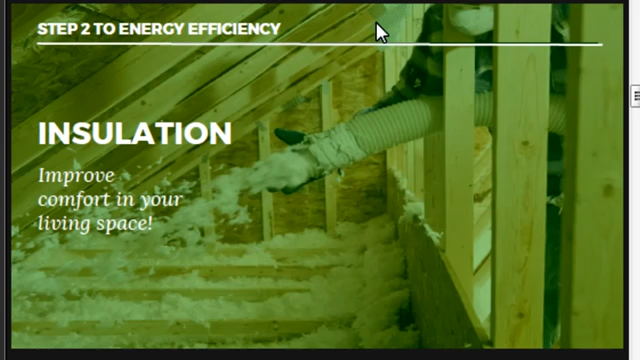 STEP 2 TO ENERGY EFFICIENCY
INSULATION
Improve
comfort in your
living space!